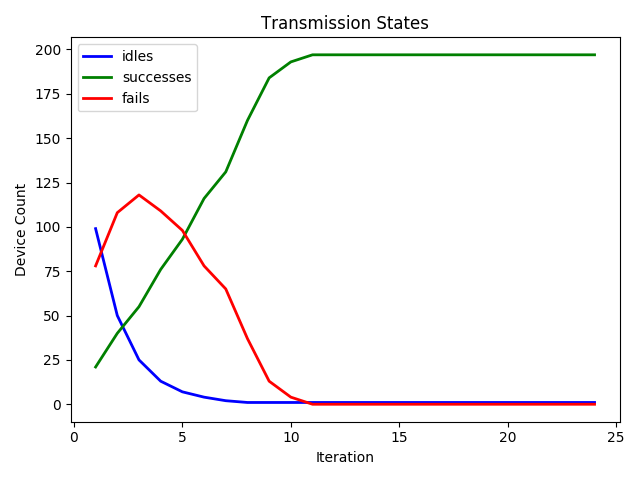 Transmission States
200
175
150
125
100
75
50
25
0
Device Count
idles
successes
fails
0 5 10 15 20 25
Iteration